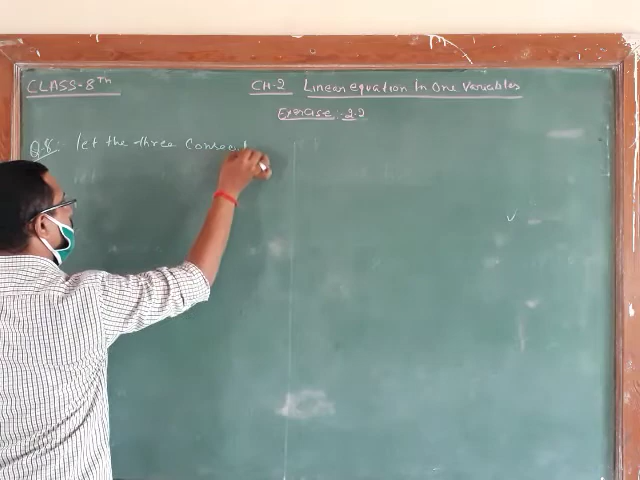 CLASS-8Th
CH-2 Linear equation In One Variables
Exercise:- 2.2
Q.8:- let the three Consecut